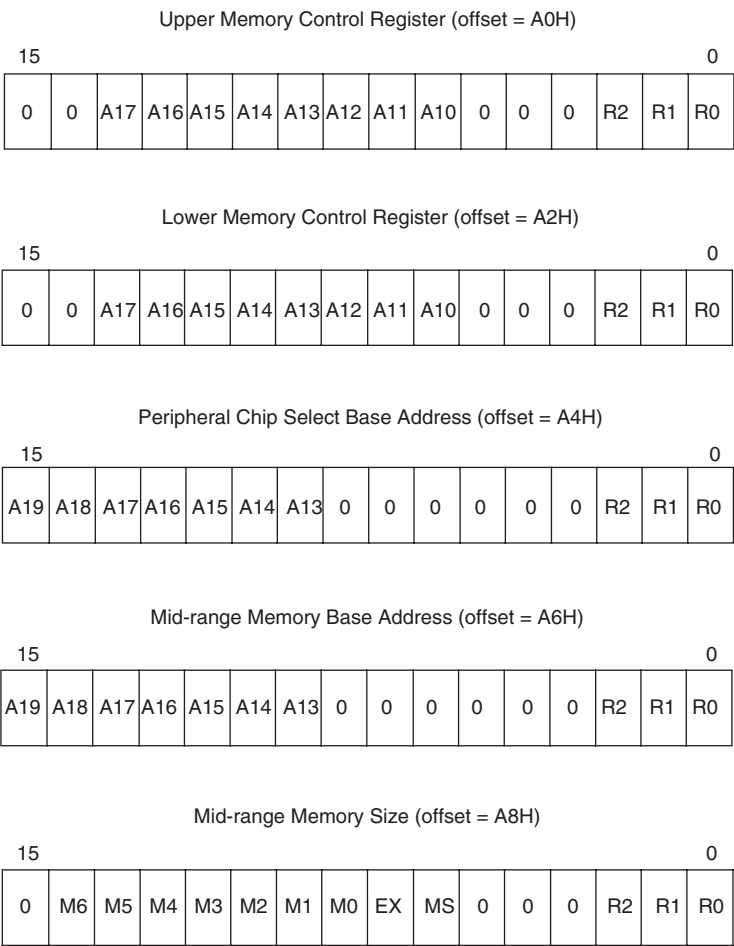 Upper Memory Control Register (offset = A0H)
15 0
0 0 A17 A16 A15 A14 A13 A12 A11 A10 0 0 0 R2 R1 R0
Lower Memory Control Register (offset = A2H)
15 0
0 0 A17 A16 A15 A14 A13 A12 A11 A10 0 0 0 R2 R1 R0
Peripheral Chip Select Base Address (offset = A4H)
15 0
A19 A18 A17 A16 A15 A14 A13 0 0 0 0 0 0 R2 R1 R0
Mid-range Memory Base Address (offset = A6H)
15 0
A19 A18 A17 A16 A15 A14 A13 0 0 0 0 0 0 R2 R1 R0
Mid-range Memory Size (offset = A8H)
15 0
0 M6 M5 M4 M3 M2 M1 M0 EX MS 0 0 0 R2 R1 R0